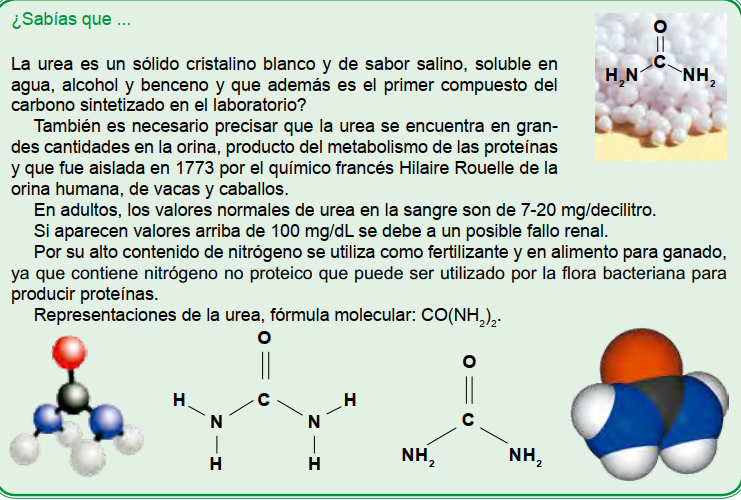 ¿Sabías que ...
O
C
H₂N NH₂
La urea es un sólido cristalino blanco y de sabor salino, soluble en
agua, alcohol y benceno y que además es el primer compuesto del
carbono sintetizado en el laboratorio?
También es necesario precisar que la urea se encuentra en gran-
des cantidades en la orina, producto del metabolismo de las proteínas
y que fue aislada en 1773 por el químico francés Hilaire Rouelle de la
orina humana, de vacas y caballos.
En adultos, los valores normales de urea en la sangre son de 7-20 mg/decilitro.
Si aparecen valores arriba de 100 mg/dL se debe a un posible fallo renal.
Por su alto contenido de nitrógeno se utiliza como fertilizante y en alimento para ganado,
ya que contiene nitrógeno no proteico que puede ser utilizado por la flora bacteriana para
producir proteínas.
Representaciones de la urea, fórmula molecular: CO(NH₂)₂.
O
H C H
N N
H H
O
C
NH₂ NH₂